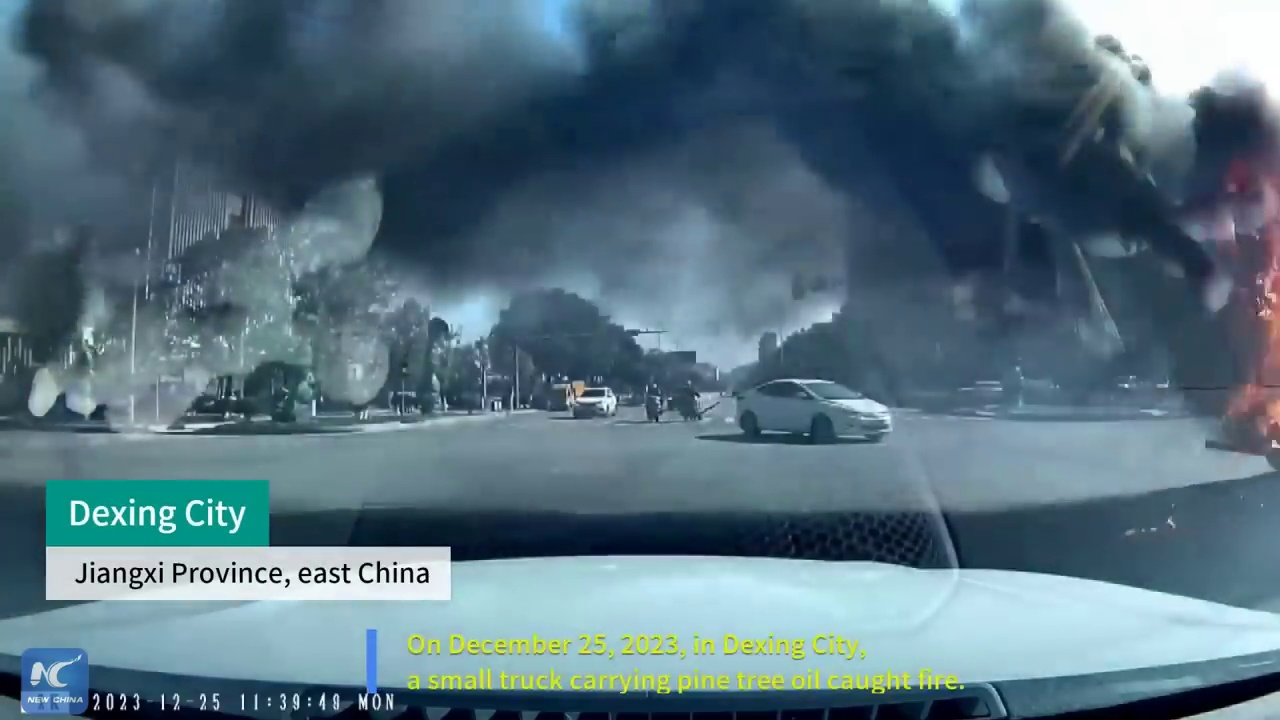 Dexing City
Jiangxi Province, east China
On December 25, 2023, in Dexing City,
a small truck carrying pine tree oil caught fire.
NEW CHINA
2023-12-25 11:39:49 MON